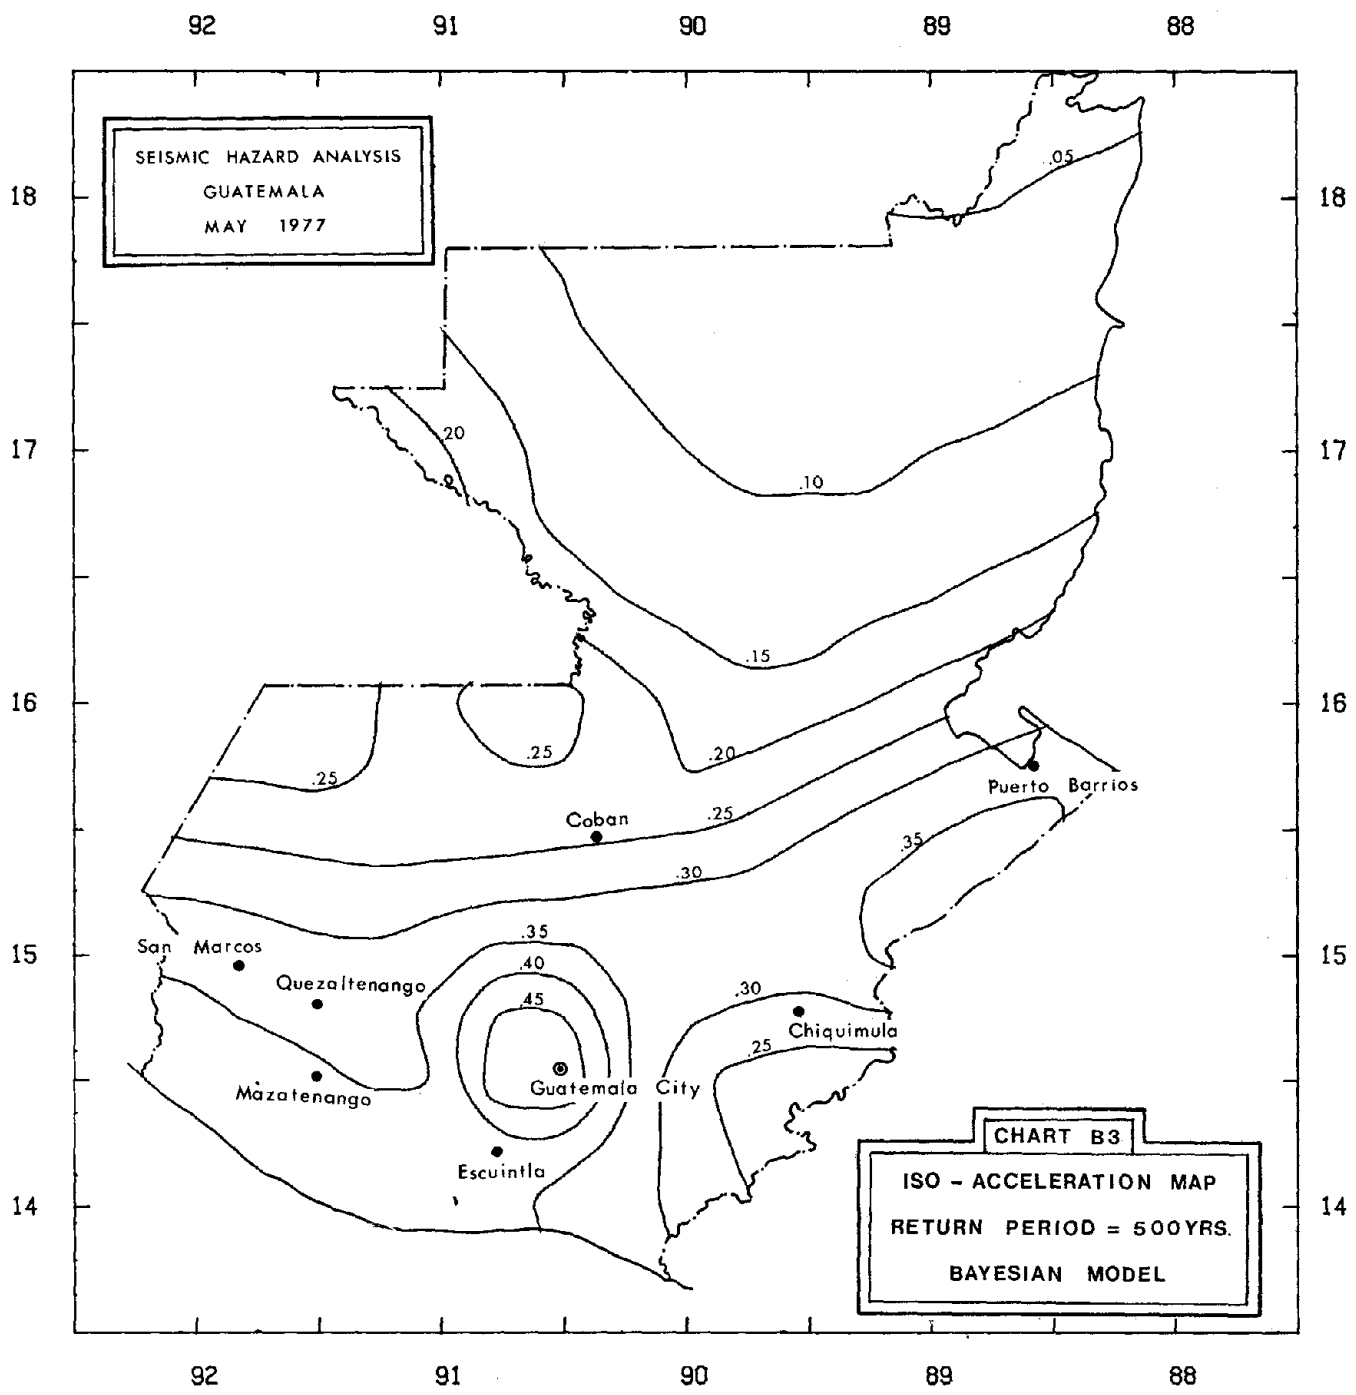 92 91 90 89 88
SEISMIC HAZARD ANALYSIS
GUATEMALA
MAY 1977
.05
18 18
.20
17 17
.10
.15
16 16
.25
.25
.20
Puerto Barrios
.25
Coban
.35
.30
.35
San Marcos
15 15
.40
Quezaltenango
.30
.45
Chiquimula
.25
Guatemala City
Mazatenango
CHART B3
Escuintla
ISO - ACCELERATION MAP
14 14
RETURN PERIOD = 500 YRS.
BAYESIAN MODEL
92 91 90 89 88